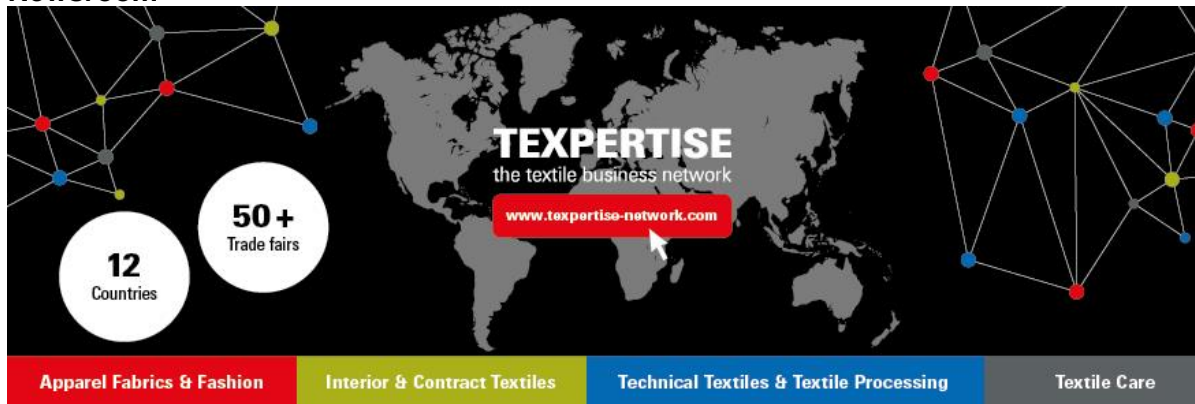 TEXPERTISE
the textile business network
www.texpertise-network.com
50+
Trade fairs
12
Countries
Apparel Fabrics & Fashion
Interior & Contract Textiles
Technical Textiles & Textile Processing
Textile Care